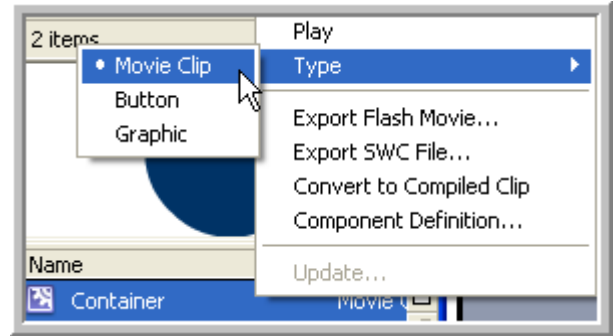 2 items
Movie Clip
Button
Graphic
Play
Type
Export Flash Movie...
Export SWC File...
Convert to Compiled Clip
Component Definition...
Update...
Name
Container
Movie